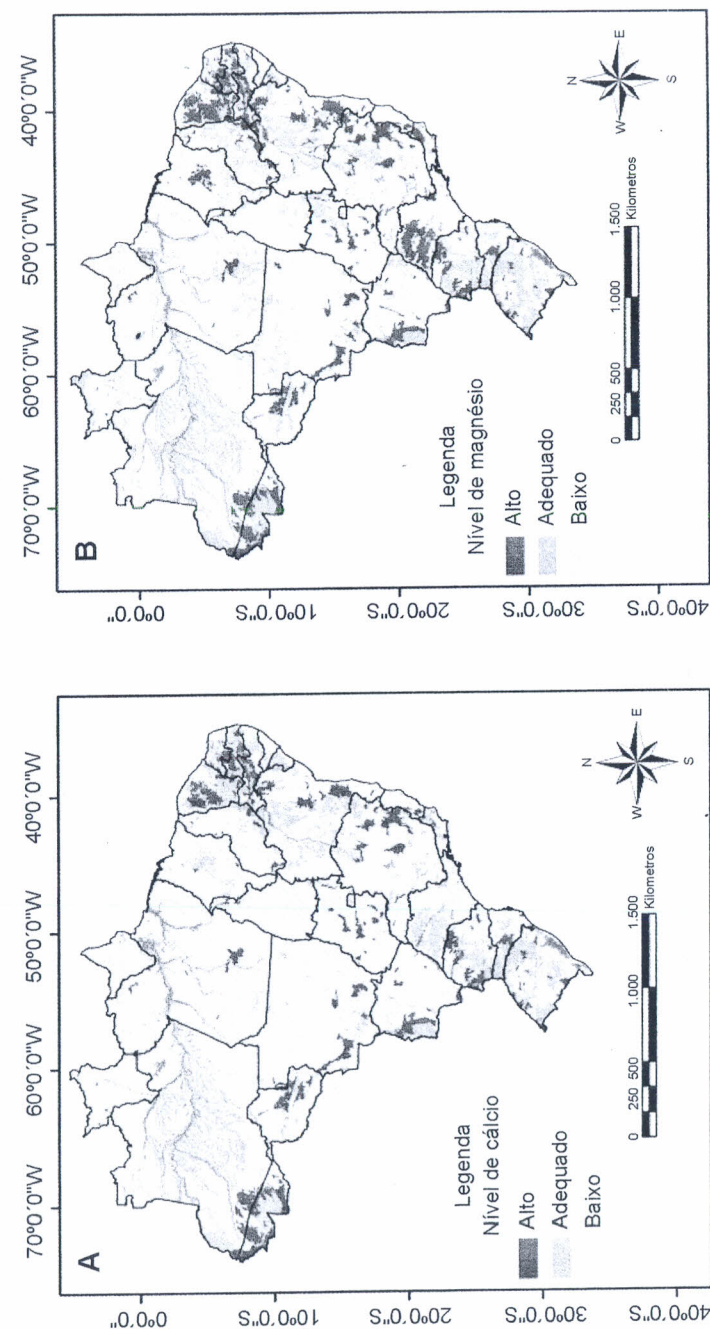 A
70°0'0"W
60°0'0"W
50°0'0"W
40°0'0"W
0°0'0"
10°0'0"S
20°0'0"S
30°0'0"S
40°0'0"S
Legenda
Nível de cálcio
Alto
Adequado
Baixo
0 250 500 1.000 1.500
Kilometros
N
W E
S
B
70°0'0"W
60°0'0"W
50°0'0"W
40°0'0"W
0°0'0"
10°0'0"S
20°0'0"S
30°0'0"S
40°0'0"S
Legenda
Nível de magnésio
Alto
Adequado
Baixo
0 250 500 1.000 1.500
Kilometros
N
W E
S